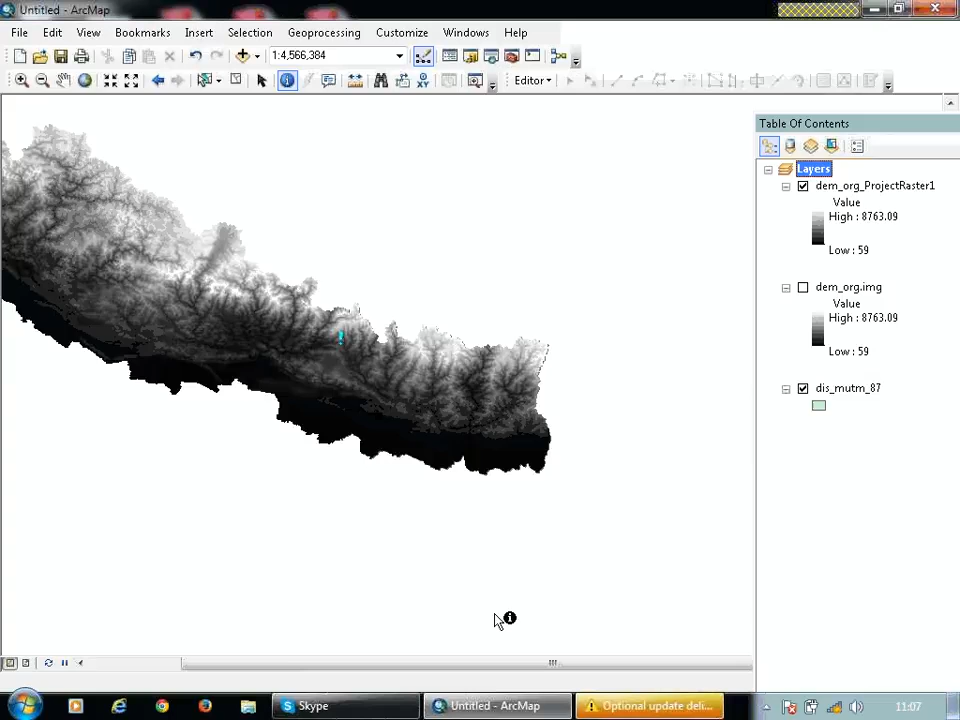 Untitled - ArcMap
File Edit View Bookmarks Insert Selection Geoprocessing Customize Windows Help
1:4,566,384
Editor
Table Of Contents
Layers
dem_org_ProjectRaster1
Value
High : 8763.09
Low : 59
dem_org.img
Value
High : 8763.09
Low : 59
dis_mutm_87
Skype
Untitled - ArcMap
Optional update deli...
11:07